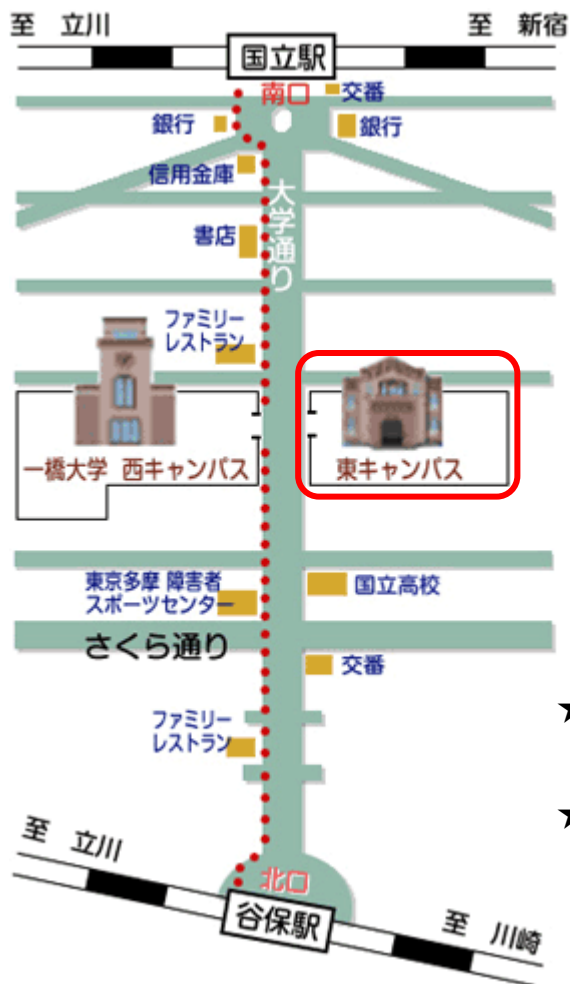 至 立川
至 新宿
国立駅
南口
交番
銀行
銀行
信用金庫
大学通り
書店
ファミリー
レストラン
一橋大学 西キャンパス
東キャンパス
東京多摩 障害者
スポーツセンター
国立高校
さくら通り
交番
ファミリー
レストラン
★
★
至 立川
北口
谷保駅
至 川崎